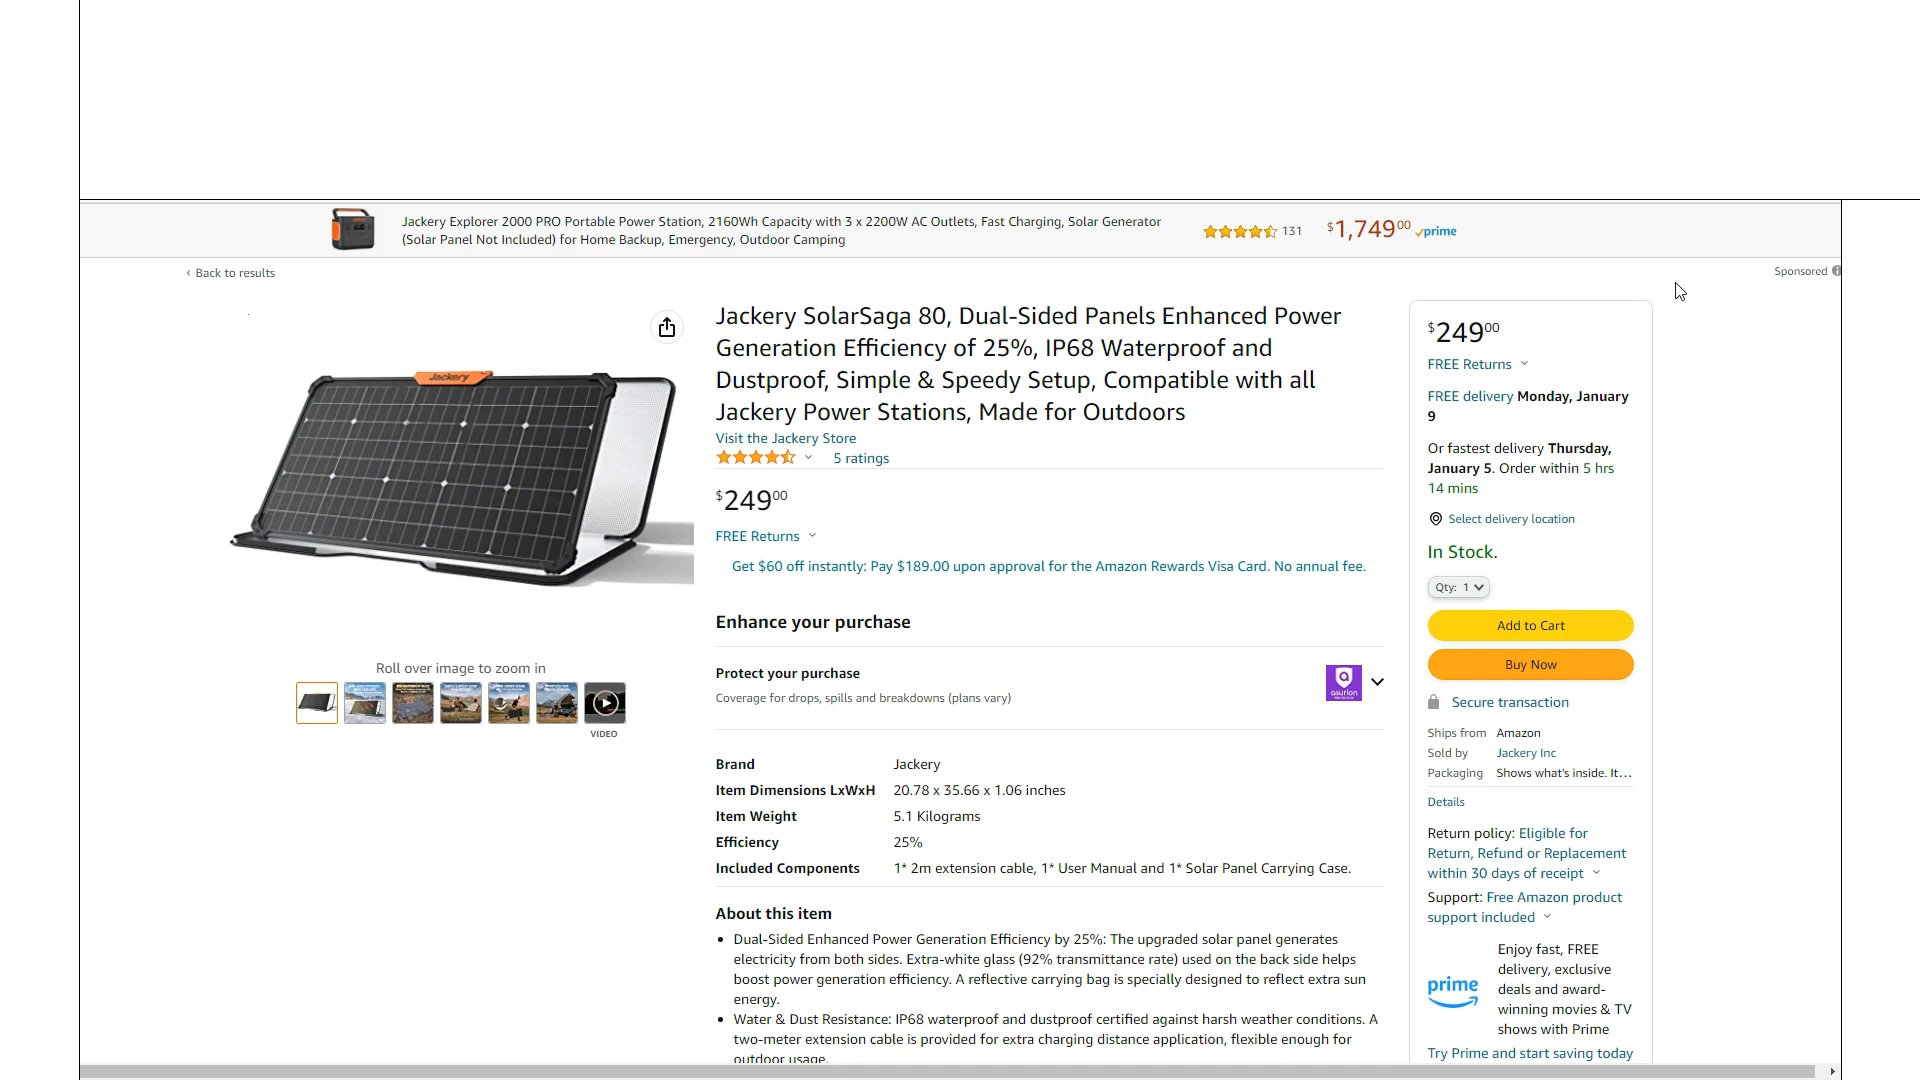 Jackery Explorer 2000 PRO Portable Power Station, 2160Wh Capacity with 3 x 2200W AC Outlets, Fast Charging, Solar Generator
(Solar Panel Not Included) for Home Backup, Emergency, Outdoor Camping
131
$1,749.00
prime
‹ Back to results
Sponsored
Jackery
Roll over image to zoom in
VIDEO
Jackery SolarSaga 80, Dual-Sided Panels Enhanced Power
Generation Efficiency of 25%, IP68 Waterproof and
Dustproof, Simple & Speedy Setup, Compatible with all
Jackery Power Stations, Made for Outdoors
Visit the Jackery Store
5 ratings
$249.00
FREE Returns
Get $60 off instantly: Pay $189.00 upon approval for the Amazon Rewards Visa Card. No annual fee.
Enhance your purchase
Protect your purchase
Coverage for drops, spills and breakdowns (plans vary)
asurion
Brand Jackery
Item Dimensions LxWxH 20.78 x 35.66 x 1.06 inches
Item Weight 5.1 Kilograms
Efficiency 25%
Included Components 1* 2m extension cable, 1* User Manual and 1* Solar Panel Carrying Case.
About this item
• Dual-Sided Enhanced Power Generation Efficiency by 25%: The upgraded solar panel generates
electricity from both sides. Extra-white glass (92% transmittance rate) used on the back side helps
boost power generation efficiency. A reflective carrying bag is specially designed to reflect extra sun
energy.
• Water & Dust Resistance: IP68 waterproof and dustproof certified against harsh weather conditions. A
two-meter extension cable is provided for extra charging distance application, flexible enough for
outdoor usage.
$249.00
FREE Returns
FREE delivery Monday, January
9
Or fastest delivery Thursday,
January 5. Order within 5 hrs
14 mins
Select delivery location
In Stock.
Qty: 1
Add to Cart
Buy Now
Secure transaction
Ships from Amazon
Sold by Jackery Inc
Packaging Shows what's inside. It…
Details
Return policy: Eligible for
Return, Refund or Replacement
within 30 days of receipt
Support: Free Amazon product
support included
prime
Enjoy fast, FREE
delivery, exclusive
deals and award-
winning movies & TV
shows with Prime
Try Prime and start saving today